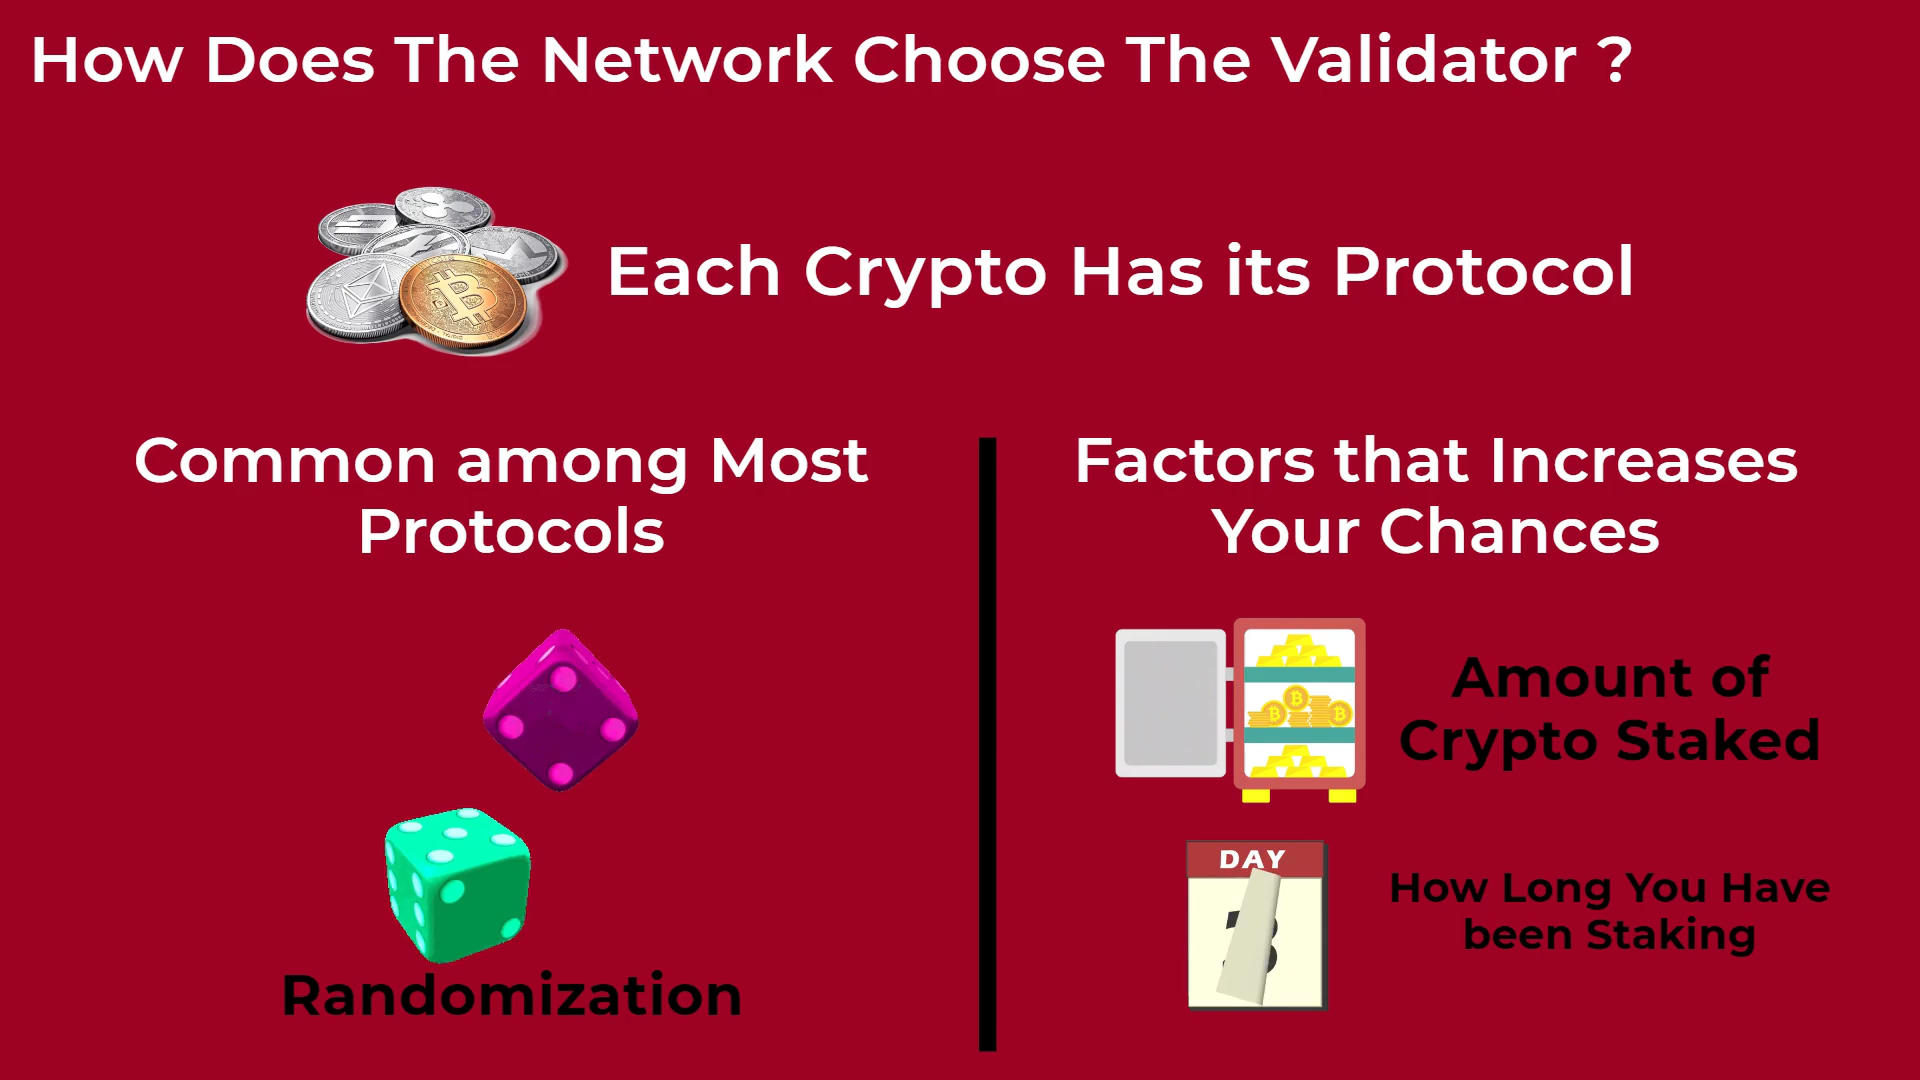 How Does The Network Choose The Validator ?
Each Crypto Has its Protocol
Common among Most
Protocols
Randomization
Factors that Increases
Your Chances
Amount of
Crypto Staked
DAY
3
How Long You Have
been Staking